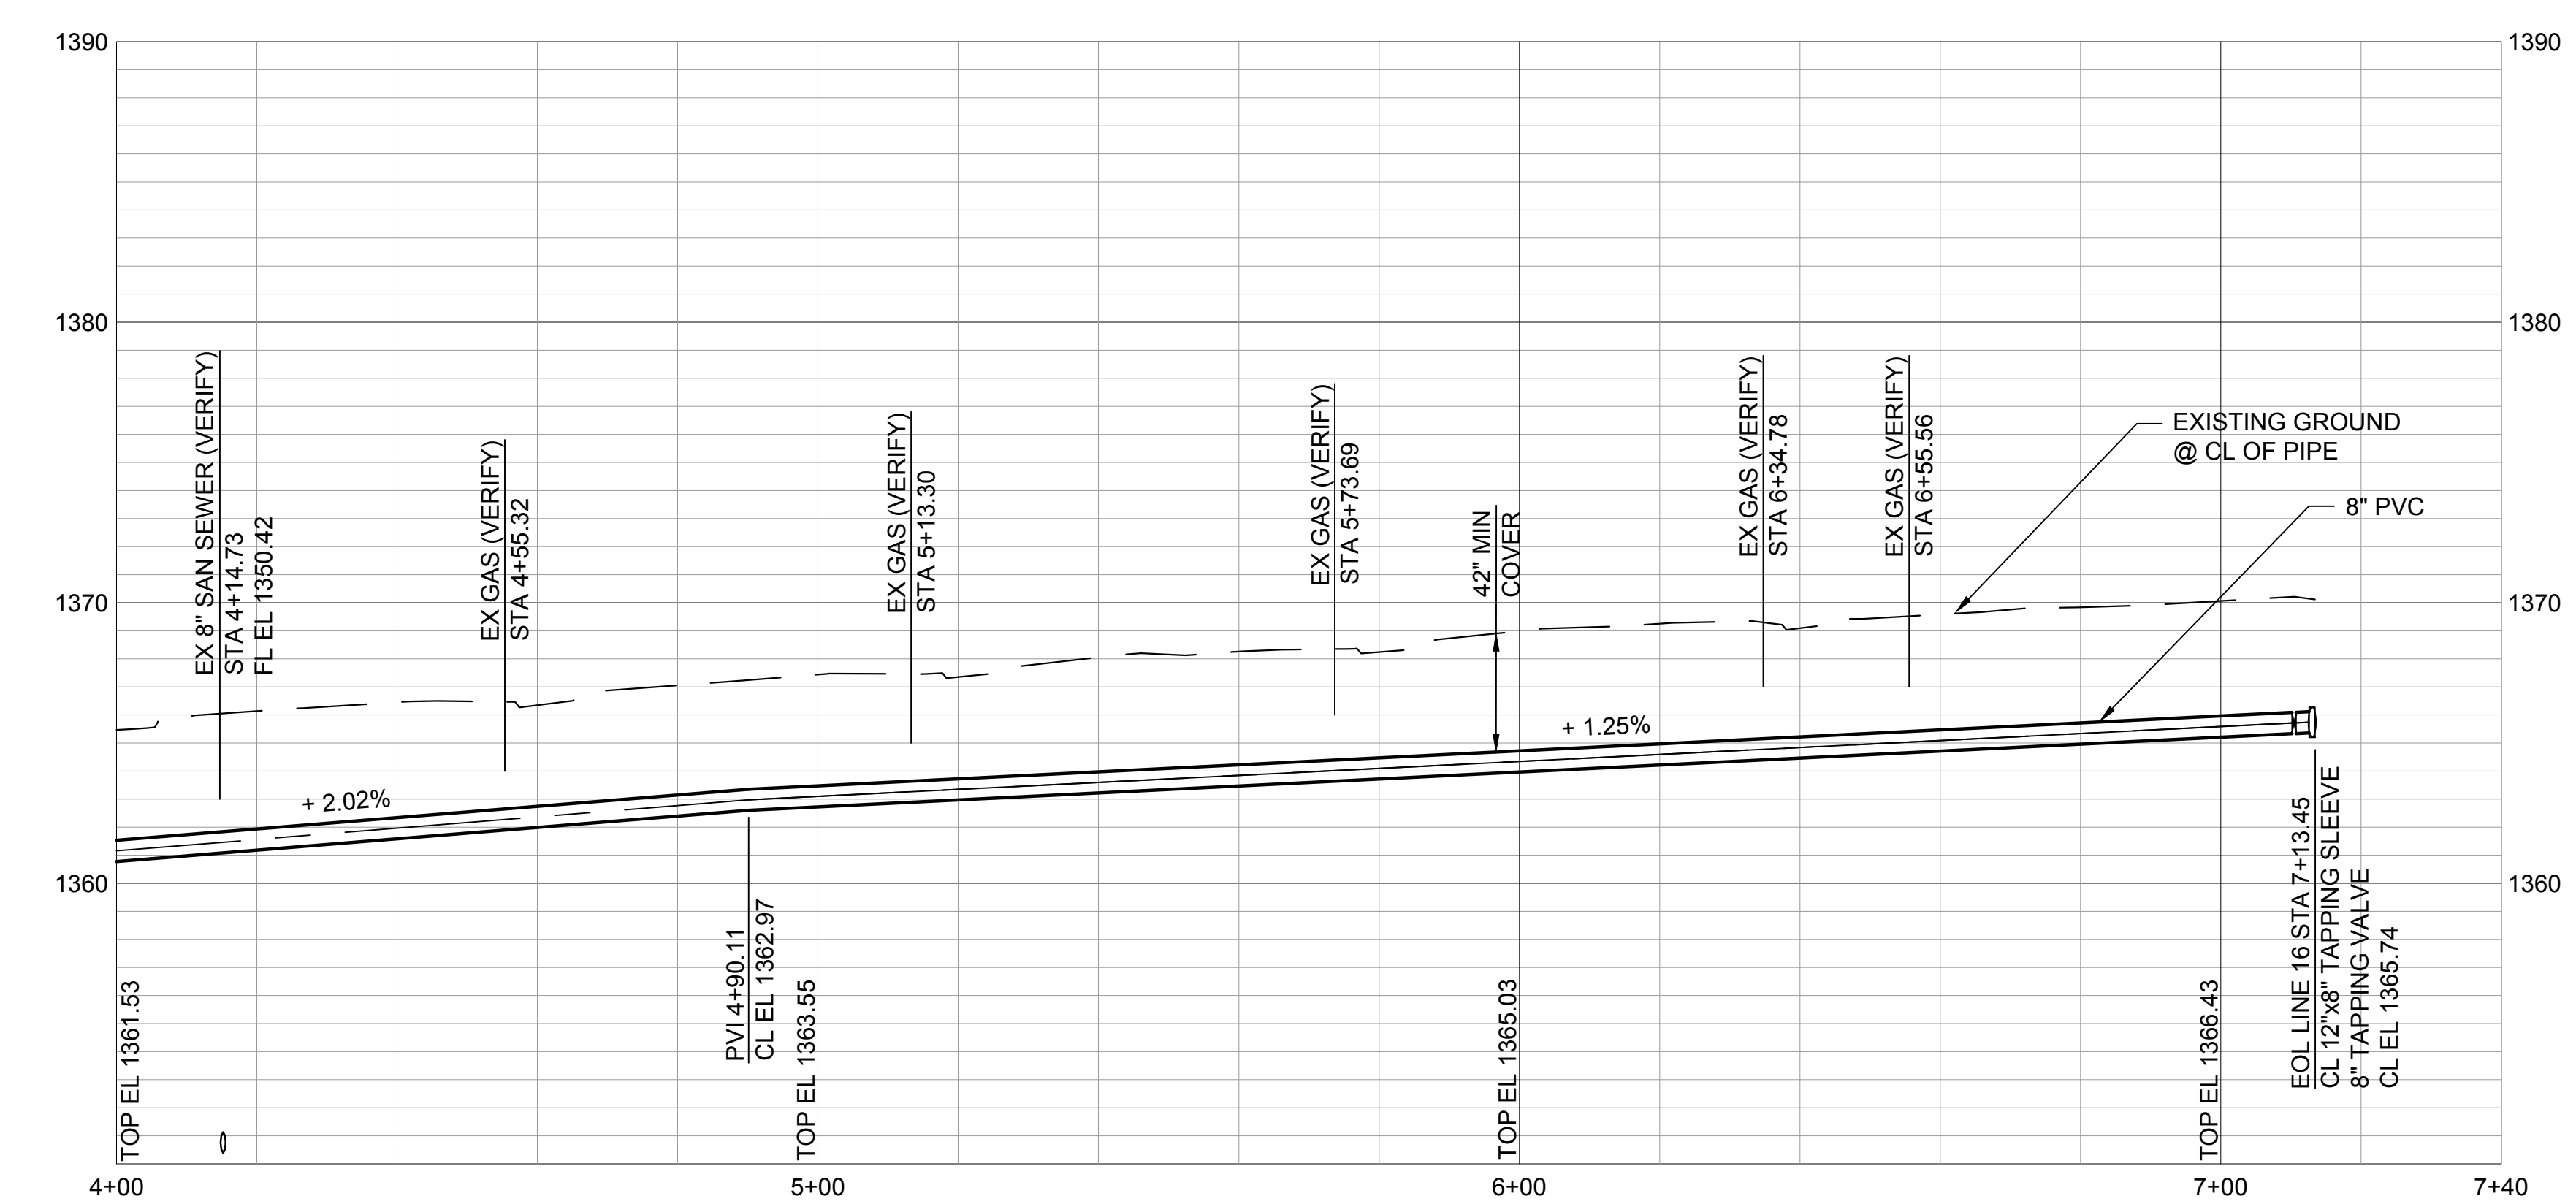 1390
1390
1380
1380
1370
1370
1360
1360
EX 8" SAN SEWER (VERIFY)
STA 4+14.73
FL EL 1350.42
EX GAS (VERIFY)
STA 4+55.32
EX GAS (VERIFY)
STA 5+13.30
EX GAS (VERIFY)
STA 5+73.69
42" MIN
COVER
EX GAS (VERIFY)
STA 6+34.78
EX GAS (VERIFY)
STA 6+55.56
EXISTING GROUND
@ CL OF PIPE
8" PVC
+ 2.02%
+ 1.25%
TOP EL 1361.53
PVI 4+90.11
CL EL 1362.97
TOP EL 1363.55
TOP EL 1365.03
TOP EL 1366.43
EOL LINE 16 STA 7+13.45
CL 12"x8" TAPPING SLEEVE
8" TAPPING VALVE
CL EL 1365.74
4+00
5+00
6+00
7+00
7+40